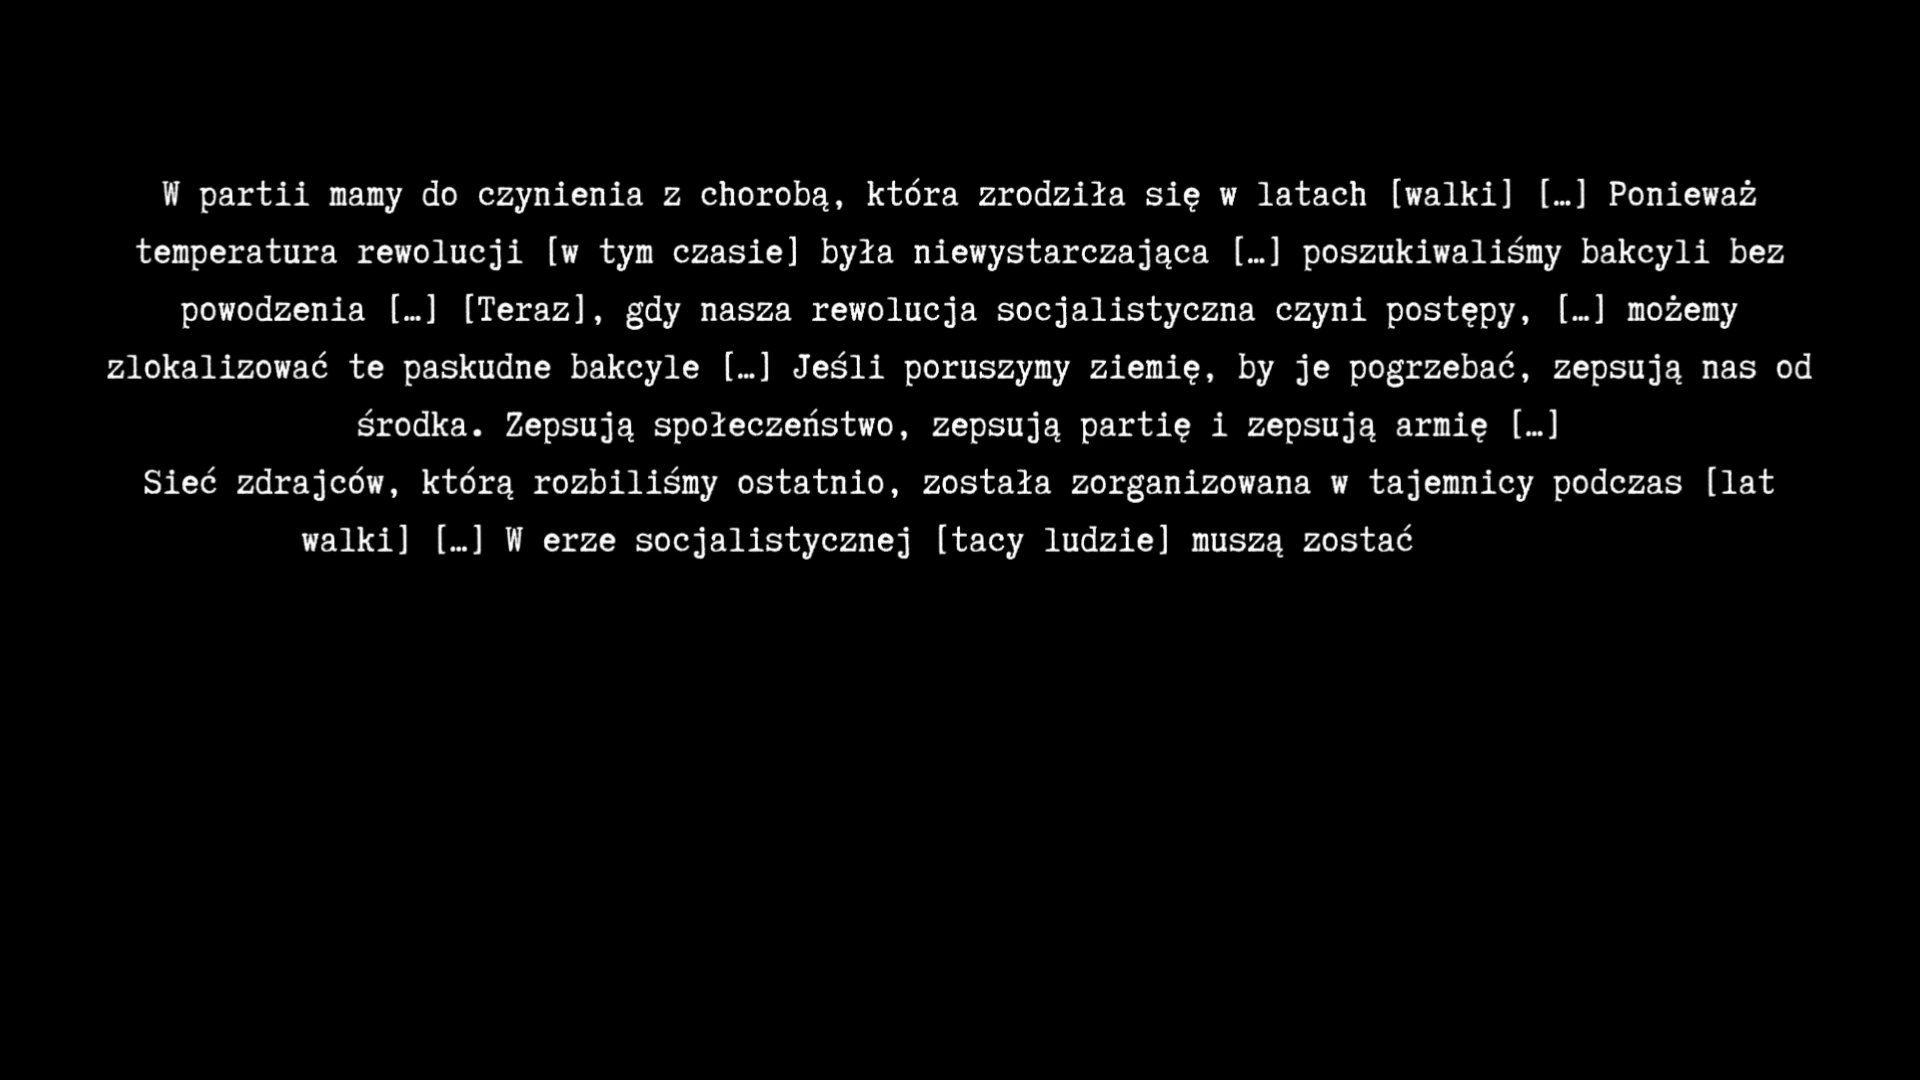 W partii mamy do czynienia z chorobą, która zrodziła się w latach [walki] […] Ponieważ
temperatura rewolucji [w tym czasie] była niewystarczająca […] poszukiwaliśmy bakcyli bez
powodzenia […] [Teraz], gdy nasza rewolucja socjalistyczna czyni postępy, […] możemy
zlokalizować te paskudne bakcyle […] Jeśli poruszymy ziemię, by je pogrzebać, zepsują nas od
środka. Zepsują społeczeństwo, zepsują partię i zepsują armię […]
Sieć zdrajców, którą rozbiliśmy ostatnio, została zorganizowana w tajemnicy podczas [lat
walki] […] W erze socjalistycznej [tacy ludzie] muszą zostać